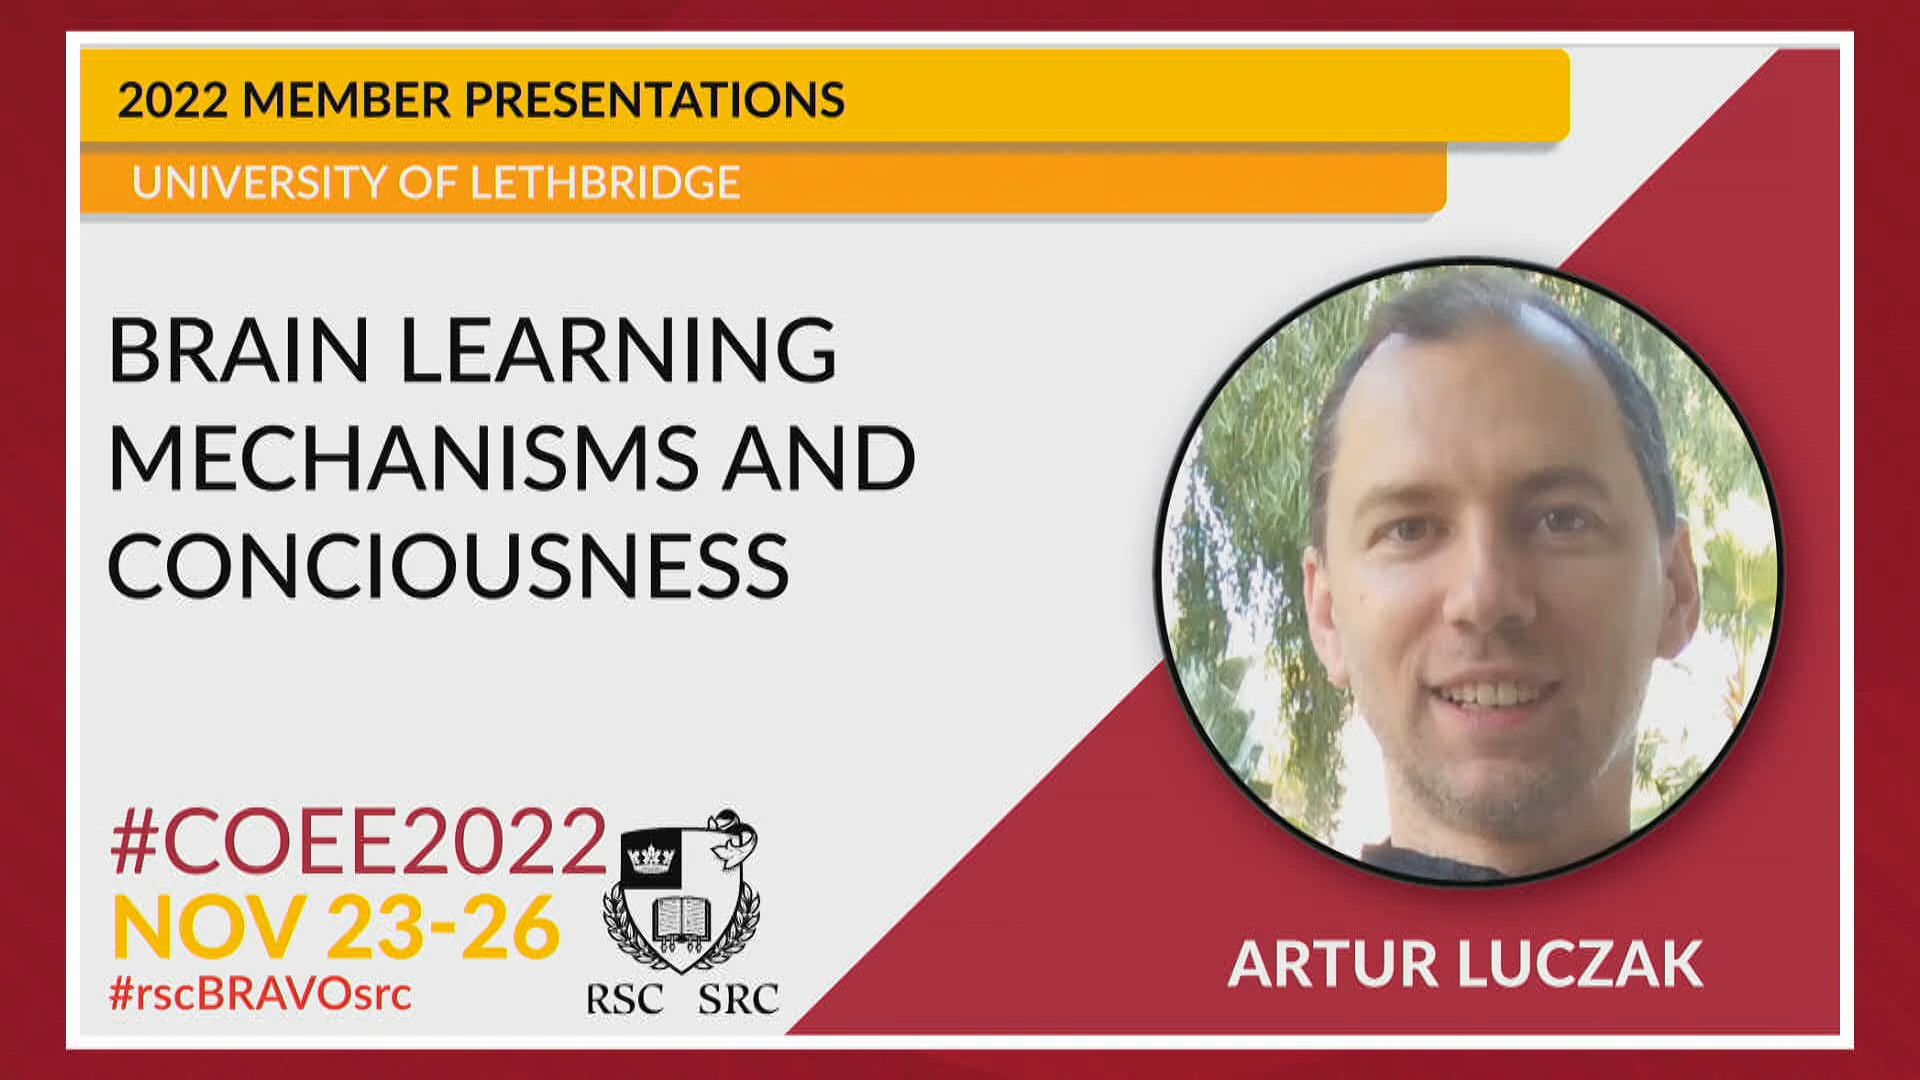 2022 MEMBER PRESENTATIONS
UNIVERSITY OF LETHBRIDGE
BRAIN LEARNING
MECHANISMS AND
CONCIOUSNESS
#COEE2022
NOV 23-26
#rscBRAVOsrc
RSC SRC
ARTUR LUCZAK